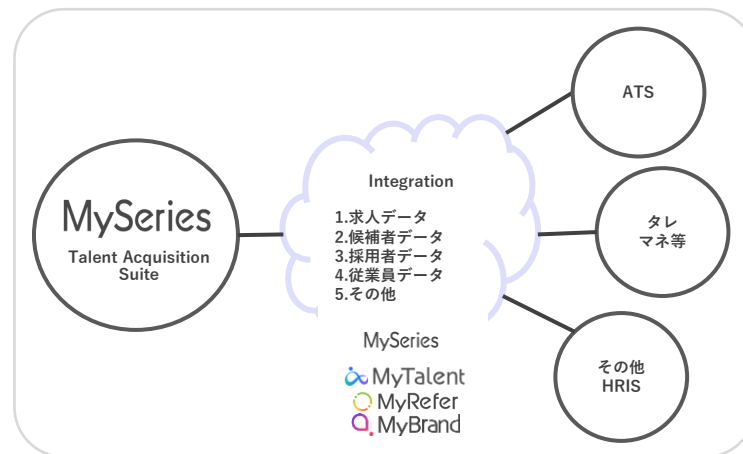 MySeries
Talent Acquisition
Suite
Integration
1.求人データ
2.候補者データ
3.採用者データ
4.従業員データ
5.その他
MySeries
MyTalent
MyRefer
MyBrand
ATS
タレ
マネ等
その他
HRIS